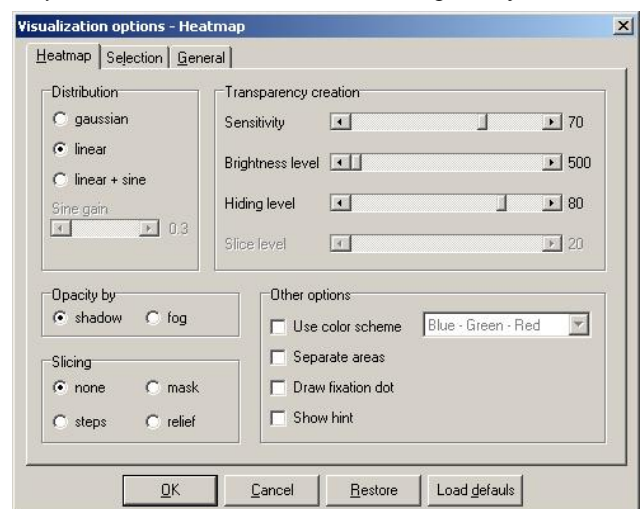 Visualization options - Heatmap
Heatmap Selection General
Distribution
gaussian
linear
linear + sine
Sine gain
0.3
Transparency creation
Sensitivity 70
Brightness level 500
Hiding level 80
Slice level 20
Opacity by
shadow fog
Slicing
none mask
steps relief
Other options
Use color scheme Blue - Green - Red
Separate areas
Draw fixation dot
Show hint
OK Cancel Restore Load defauls